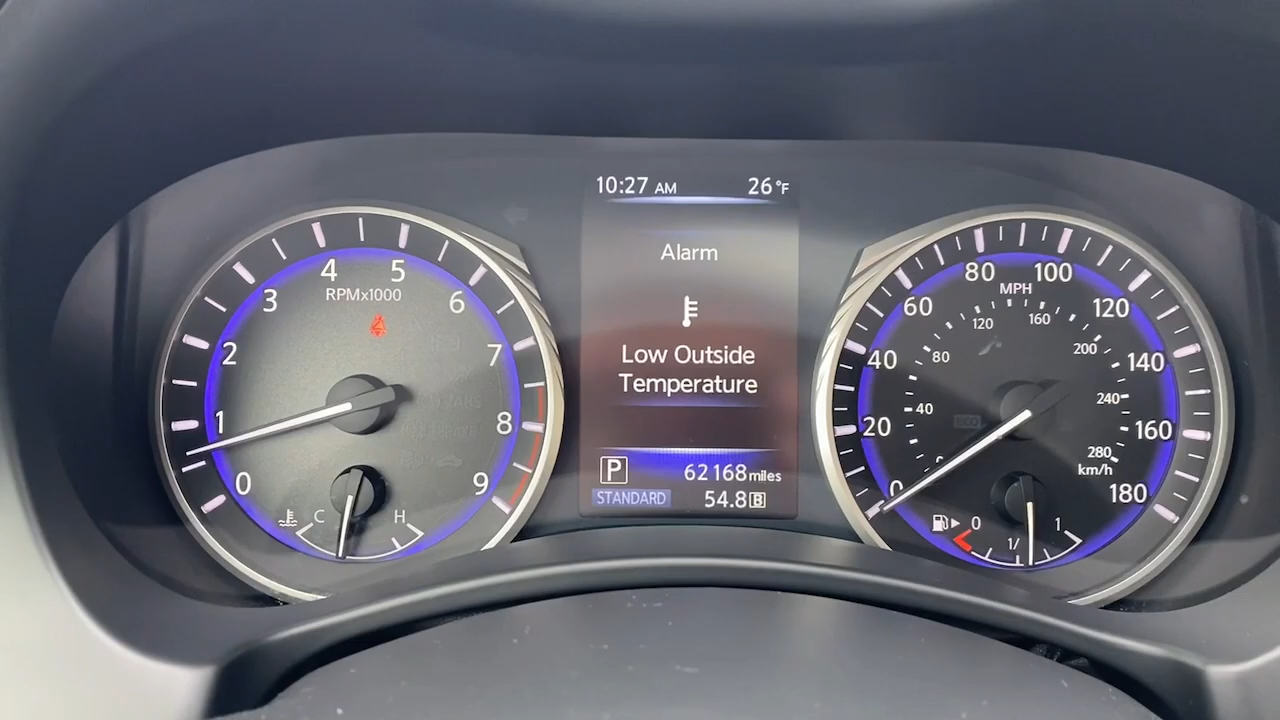 10:27 AM 26°F
Alarm
Low Outside
Temperature
P 62168 miles
STANDARD 54.8 B
0 1 2 3 4 5 6 7 8 9
RPMx1000
C H
0 20 40 60 80 100 120 140 160 180
MPH
40 80 120 160 200 240 280
km/h
0 1/ 1